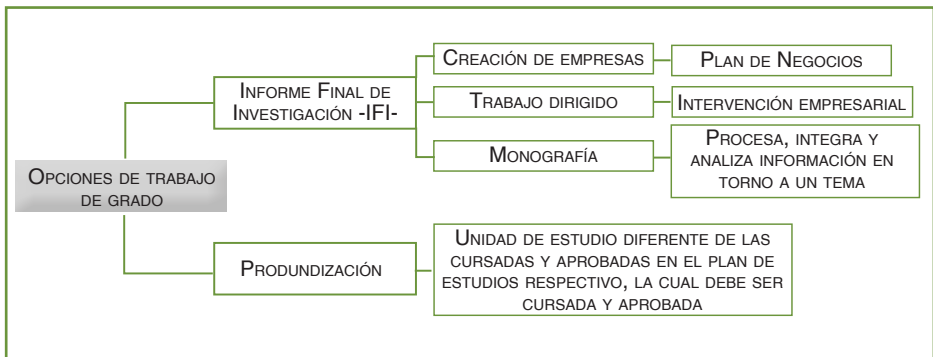 Opciones de trabajo
de grado
Informe Final de
Investigación -IFI-
Creación de empresas
Plan de Negocios
Trabajo dirigido
Intervención empresarial
Monografía
Procesa, integra y
analiza información en
torno a un tema
Produndización
Unidad de estudio diferente de las
cursadas y aprobadas en el plan de
estudios respectivo, la cual debe ser
cursada y aprobada